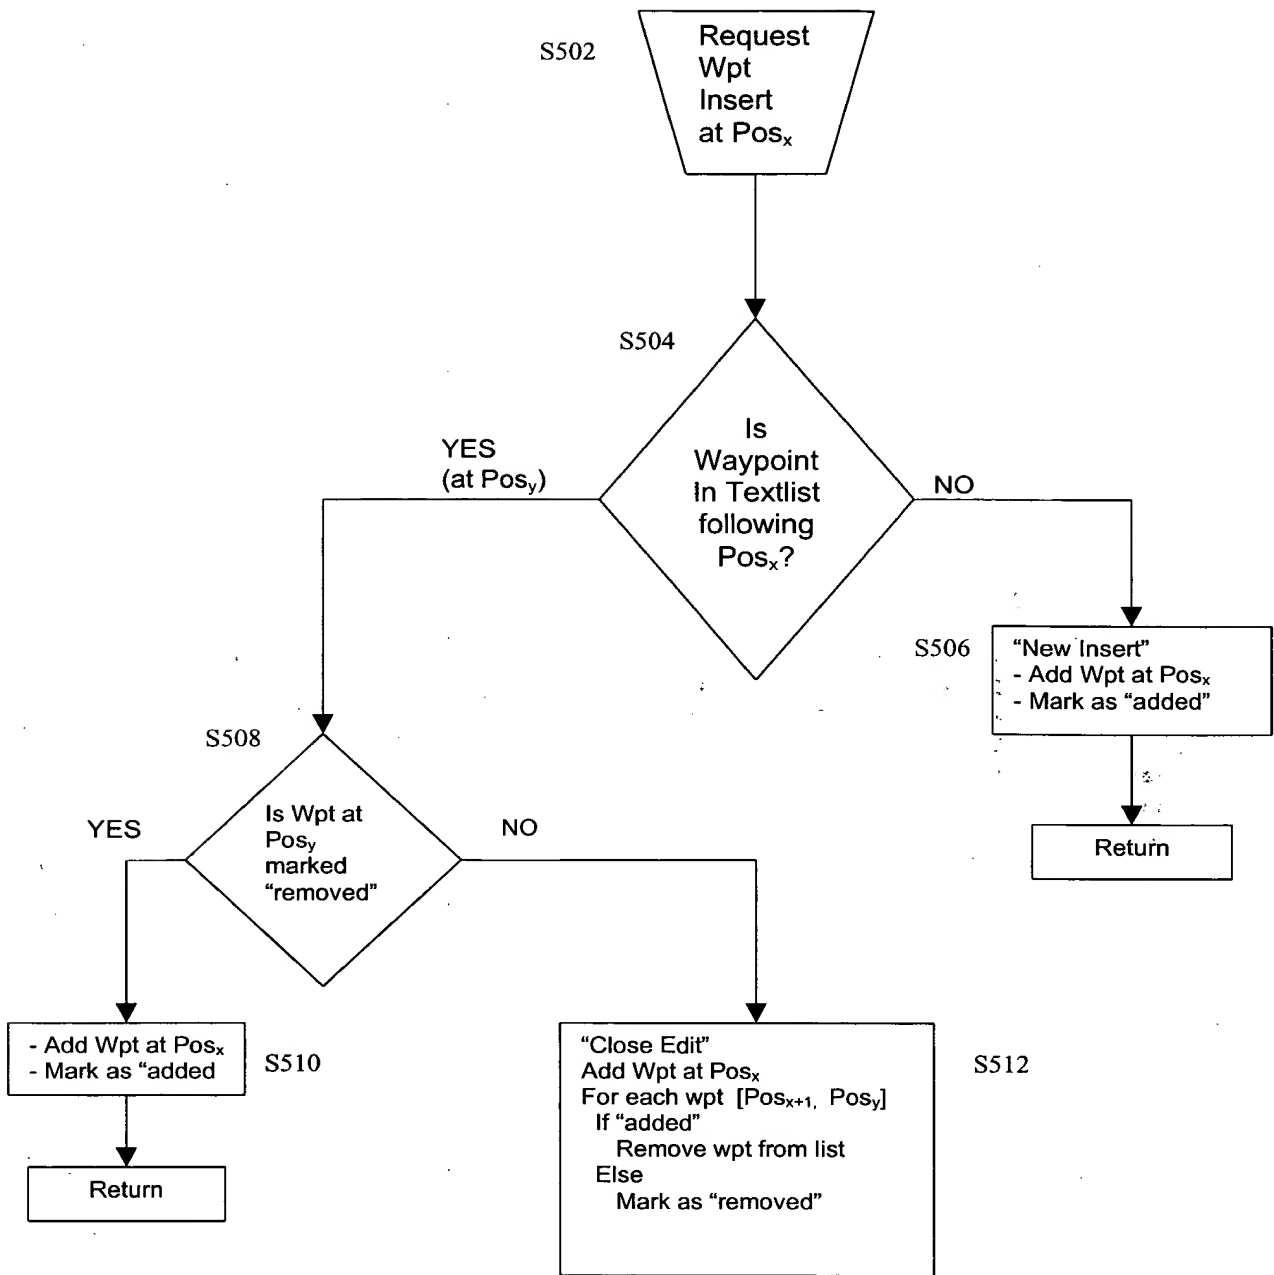 S502
Request
Wpt
Insert
at Posx
S504
Is
Waypoint
In Textlist
following
Posx?
YES
(at Posy)
NO
S506
“New Insert”
- Add Wpt at Posx
- Mark as “added”
Return
S508
Is Wpt at
Posy
marked
“removed”
YES
NO
- Add Wpt at Posx
- Mark as “added
S510
Return
“Close Edit”
Add Wpt at Posx
For each wpt [Posx+1, Posy]
If “added”
Remove wpt from list
Else
Mark as “removed”
S512